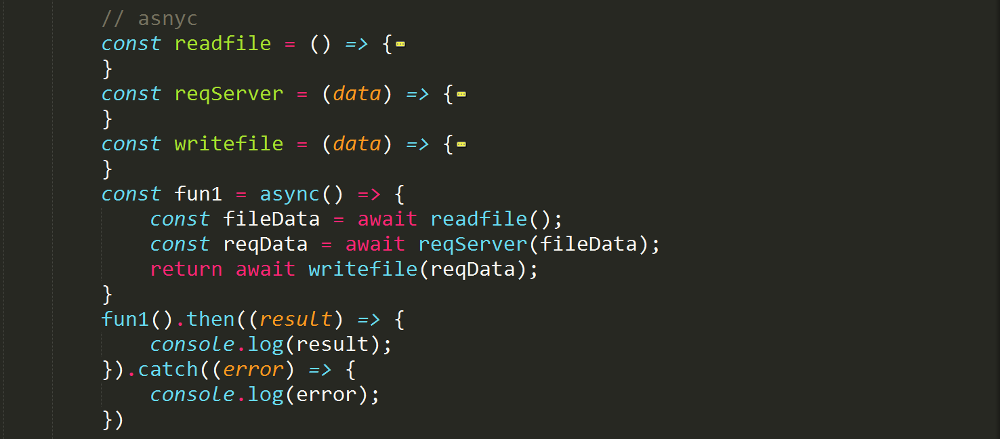 // asnyc
const readfile = () => {
}
const reqServer = (data) => {
}
const writefile = (data) => {
}
const fun1 = async() => {
    const fileData = await readfile();
    const reqData = await reqServer(fileData);
    return await writefile(reqData);
}
fun1().then((result) => {
    console.log(result);
}).catch((error) => {
    console.log(error);
})